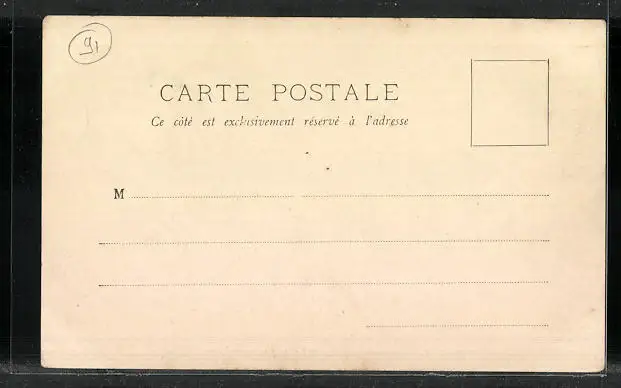 91
CARTE POSTALE
Ce côté est exclusivement réservé à l'adresse
M